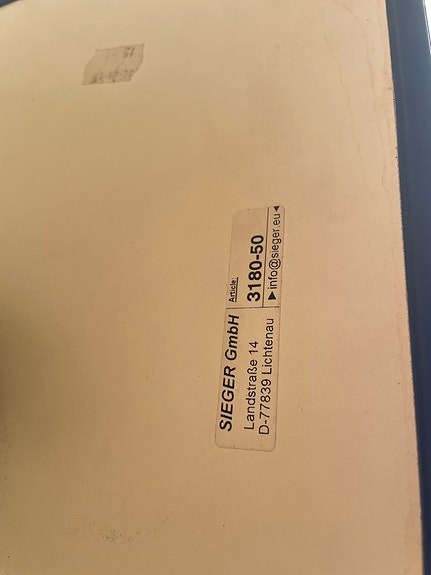 SIEGER GmbH
Landstraße 14
D-77839 Lichtenau
Article:
3180-50
►info@sieger.eu◄